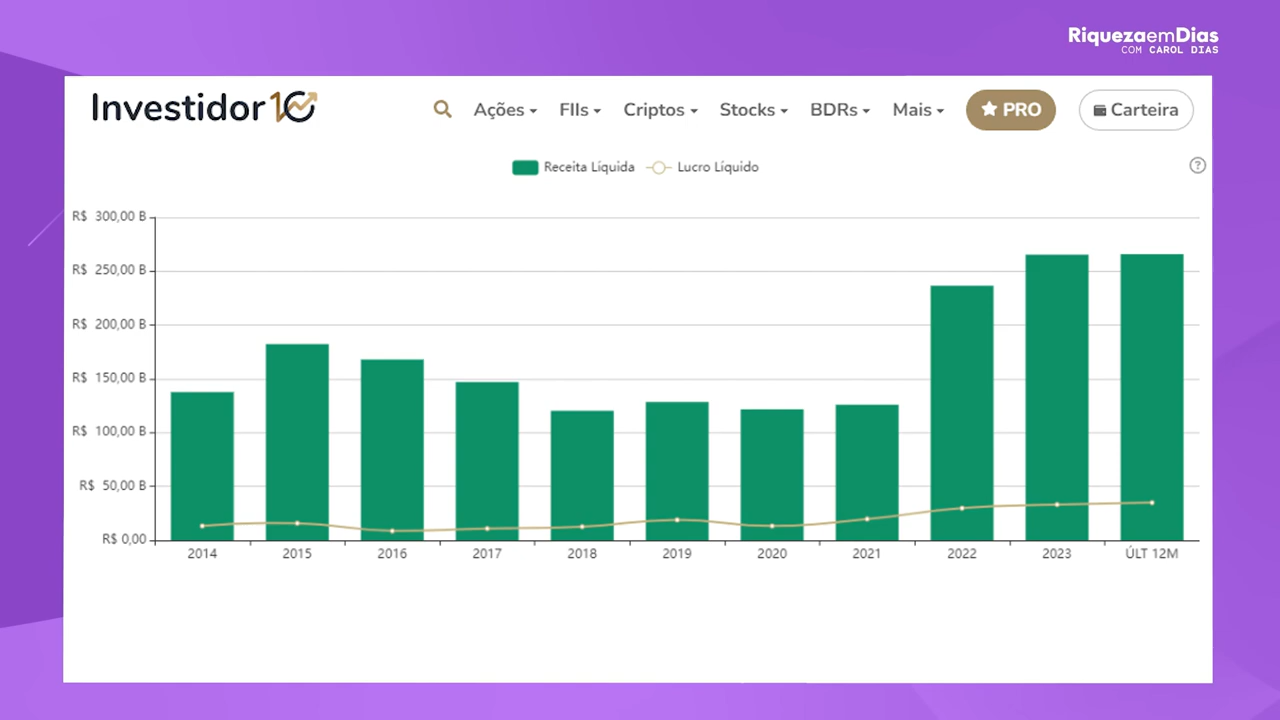 RiquezaemDias
COM CAROL DIAS
Investidor 10
Ações
FIIs
Criptos
Stocks
BDRs
Mais
PRO
Carteira
Receita Líquida
Lucro Líquido
?
R$ 300,00 B
R$ 250,00 B
R$ 200,00 B
R$ 150,00 B
R$ 100,00 B
R$ 50,00 B
R$ 0,00
2014
2015
2016
2017
2018
2019
2020
2021
2022
2023
ÚLT 12M